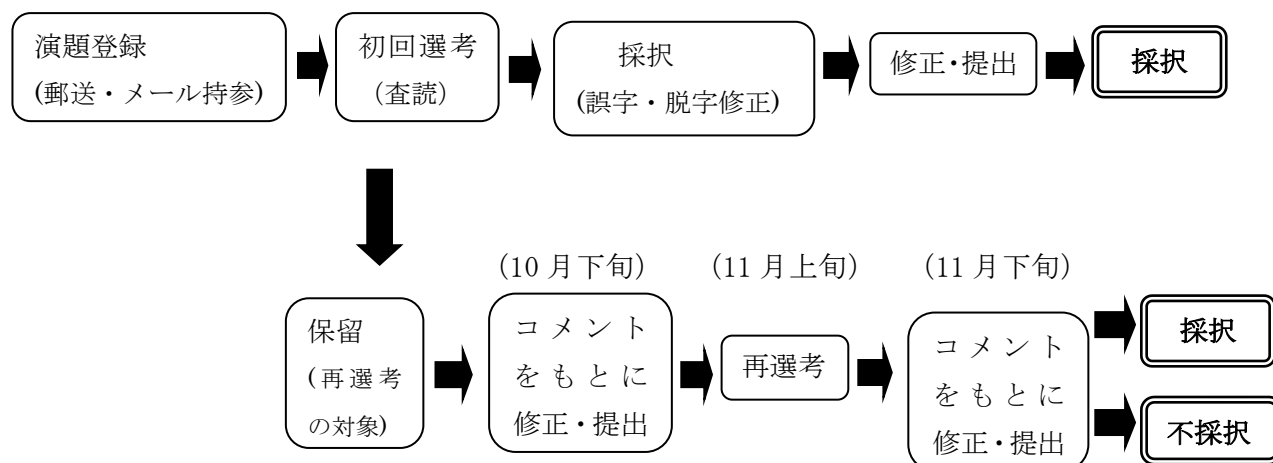 演題登録
(郵送・メール持参)
初回選考
(査読)
採択
(誤字・脱字修正)
修正・提出
採択
(10 月下旬)
(11 月上旬)
(11 月下旬)
保留
(再選考
の対象)
コメント
をもとに
修正・提出
再選考
コメント
をもとに
修正・提出
採択
不採択